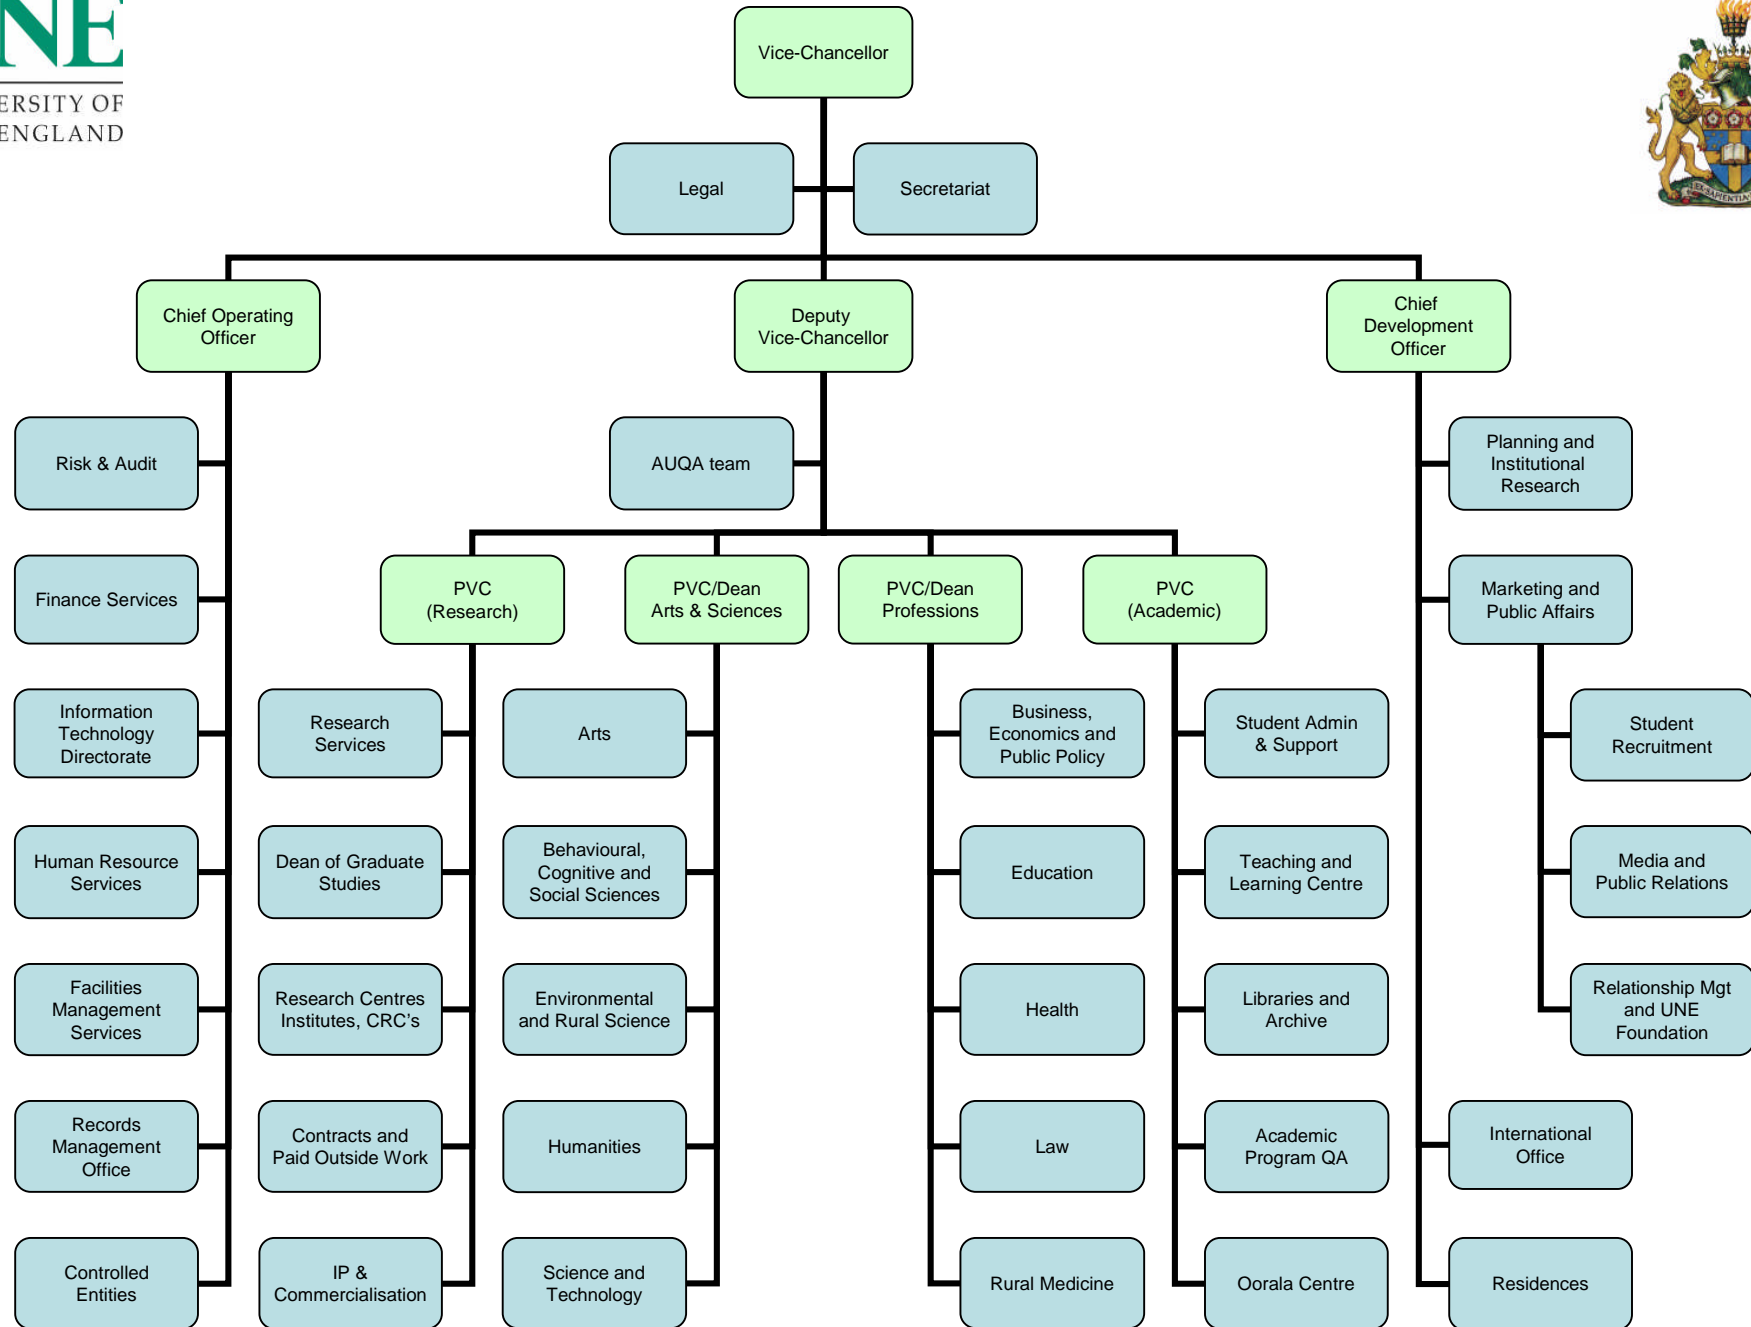 NE
ERSITY OF
ENGLAND
Vice-Chancellor
Legal
Secretariat
Chief Operating
Officer
Deputy
Vice-Chancellor
Chief
Development
Officer
Risk & Audit
AUQA team
Planning and
Institutional
Research
Finance Services
PVC
(Research)
PVC/Dean
Arts & Sciences
PVC/Dean
Professions
PVC
(Academic)
Marketing and
Public Affairs
Information
Technology
Directorate
Research
Services
Arts
Business,
Economics and
Public Policy
Student Admin
& Support
Student
Recruitment
Human Resource
Services
Dean of Graduate
Studies
Behavioural,
Cognitive and
Social Sciences
Education
Teaching and
Learning Centre
Media and
Public Relations
Facilities
Management
Services
Research Centres
Institutes, CRC's
Environmental
and Rural Science
Health
Libraries and
Archive
Relationship Mgt
and UNE
Foundation
Records
Management
Office
Contracts and
Paid Outside Work
Humanities
Law
Academic
Program QA
International
Office
Controlled
Entities
IP &
Commercialisation
Science and
Technology
Rural Medicine
Oorala Centre
Residences